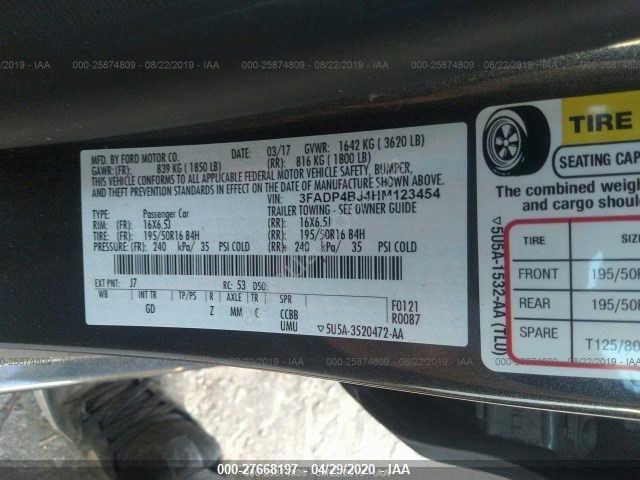 00-25874809 - 08/22/2019 - IAA
MFD. BY FORD MOTOR CO.
DATE: 03/17 GVWR: 1642 KG ( 3620 LB)
GAWR:(FR): 839 KG ( 1850 LB) (RR): 816 KG ( 1800 LB)
THIS VEHICLE CONFORMS TO ALL APPLICABLE FEDERAL MOTOR VEHICLE SAFETY, BUMPER,
AND THEFT PREVENTION STANDARDS IN EFFECT ON THE DATE OF MANUFACTURE SHOWN ABOVE.
VIN: 3FADP4BJ4HM123454
TYPE: Passenger Car TRAILER TOWING- SEE OWNER GUIDE
RIM: (FR): 16X6.5J (RR): 16X6.5J
TIRE: (FR): 195/50R16 84H (RR): 195/50R16 84H
PRESSURE: (FR): 240 kPa/ 35 PSI COLD (RR): 240 kPa/ 35 PSI COLD
EXT PNT: J7 RC: 53 DSO:
WB INT TR TP/PS R AXLE TR SPR
GD Z MM C CCBB
UMU
F0121
R0087
5U5A-3520472-AA
TIRE
SEATING CAP
The combined weigh
and cargo should
TIRE SIZE
FRONT 195/50R
REAR 195/50R
SPARE T125/80
5U5A-1532-AA (TLU)
000-27668197 - 04/29/2020 - IAA